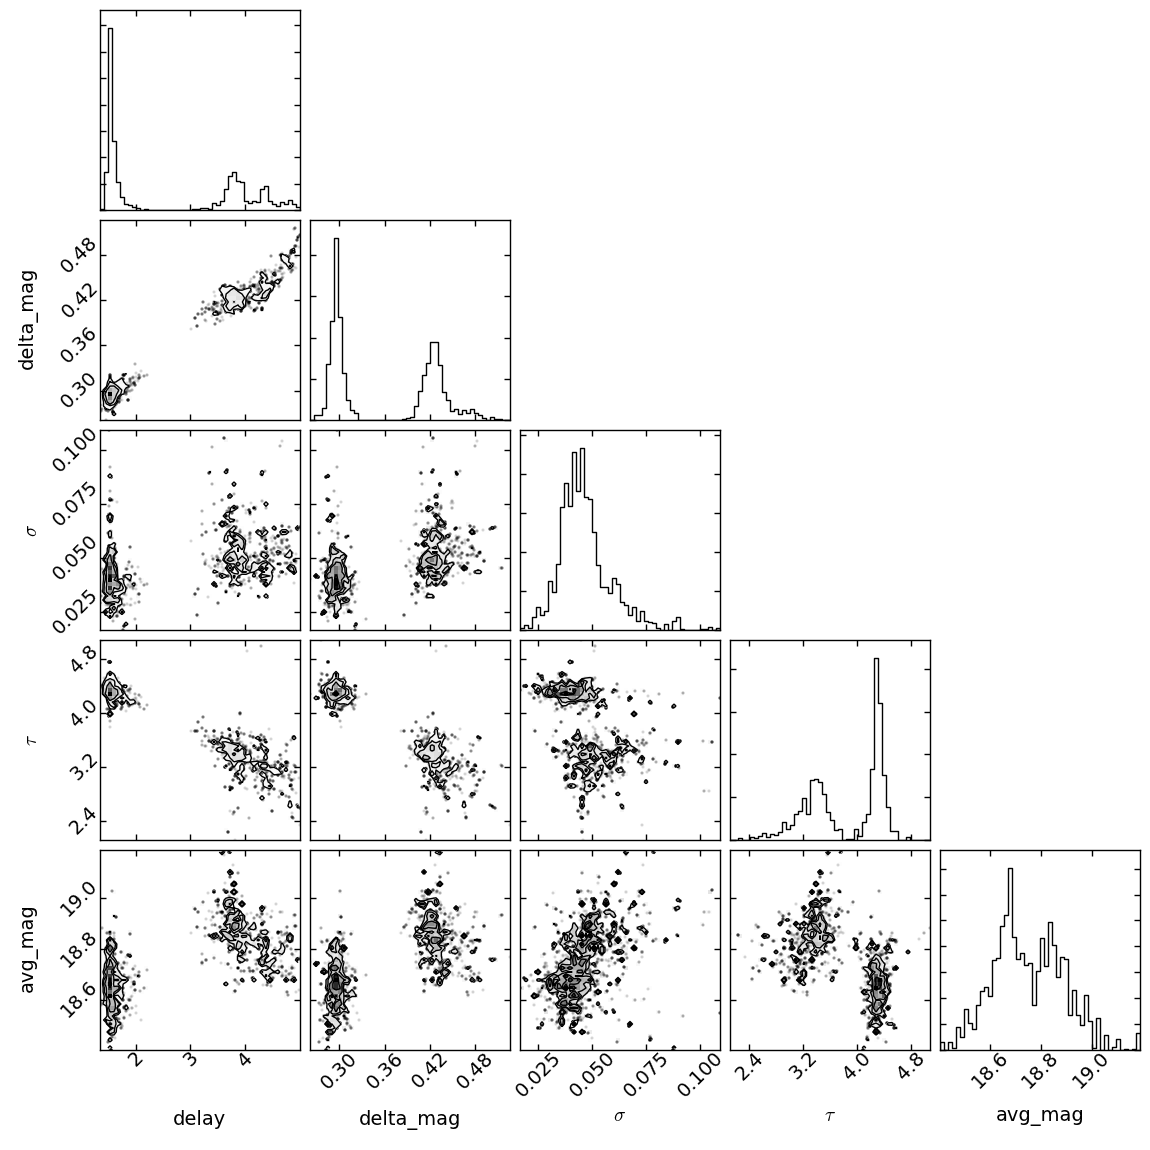 delta_mag
0.48
0.42
0.36
0.30
σ
0.100
0.075
0.050
0.025
τ
4.8
4.0
3.2
2.4
avg_mag
19.0
18.8
18.6
2 3 4
0.30 0.36 0.42 0.48
0.025 0.050 0.075 0.100
2.4 3.2 4.0 4.8
18.6 18.8 19.0
delay delta_mag σ τ avg_mag